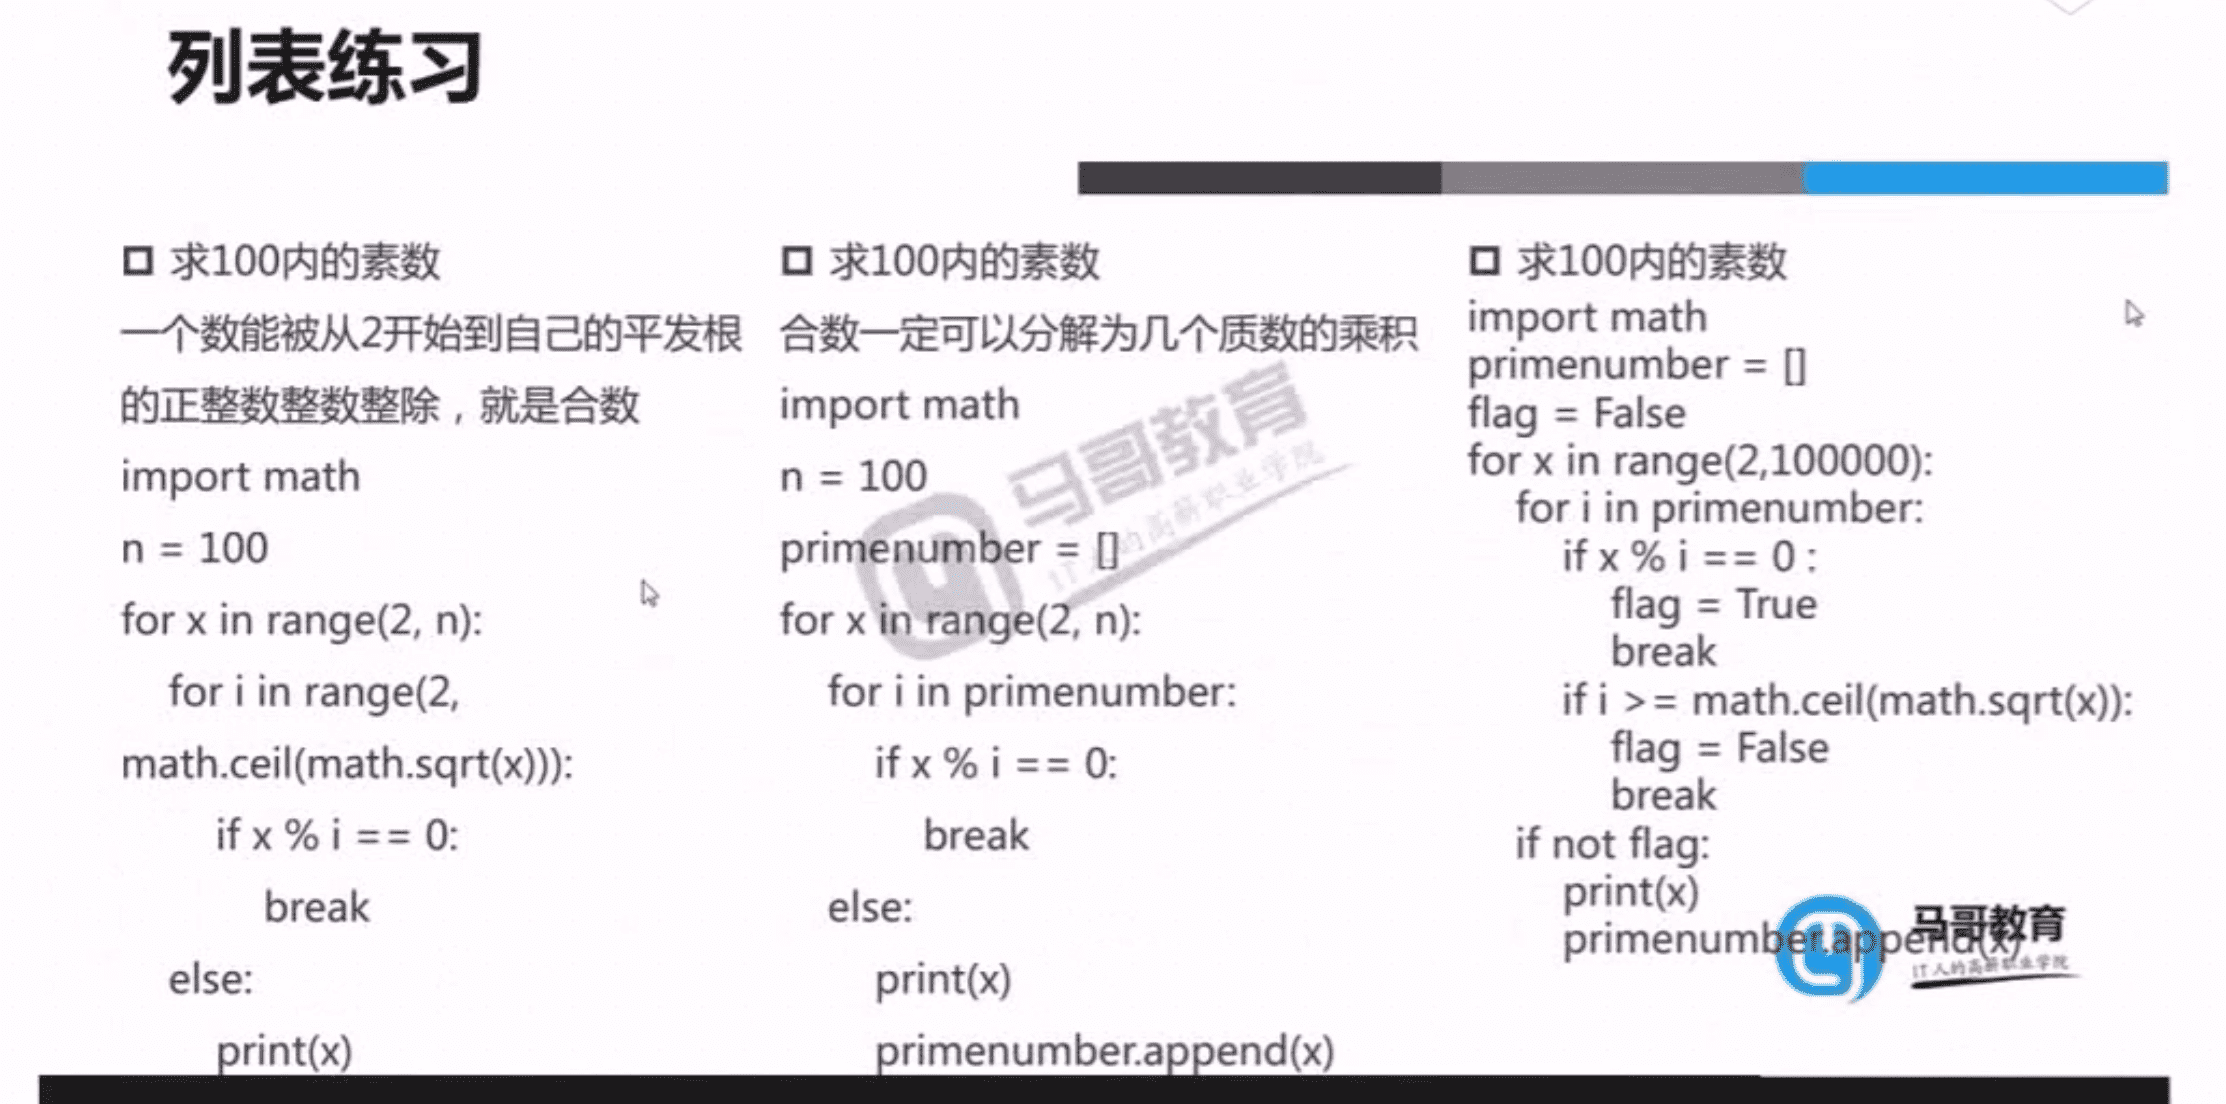 列表练习
求100内的素数
一个数能被从2开始到自己的平发根
的正整数整数整除，就是合数
import math
n = 100
for x in range(2, n):
for i in range(2,
math.ceil(math.sqrt(x))):
if x % i == 0:
break
else:
print(x)
求100内的素数
合数一定可以分解为几个质数的乘积
import math
n = 100
primenumber = []
for x in range(2, n):
for i in primenumber:
if x % i == 0:
break
else:
print(x)
primenumber.append(x)
求100内的素数
import math
primenumber = []
flag = False
for x in range(2,100000):
for i in primenumber:
if x % i == 0 :
flag = True
break
if i >= math.ceil(math.sqrt(x)):
flag = False
break
if not flag:
print(x)
primenumber.append(x)
马哥教育
IT人的高薪职业学院
马哥教育
IT人的高薪职业学院